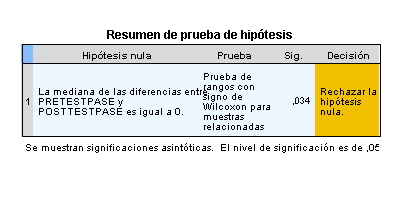 Resumen de prueba de hipótesis
Hipótesis nula Prueba Sig. Decisión
1 La mediana de las diferencias entre PRETESTPASE y POSTTESTPASE es igual a 0.
Prueba de rangos con signo de Wilcoxon para muestras relacionadas
,034
Rechazar la hipótesis nula.
Se muestran significaciones asintóticas. El nivel de significación es de ,05